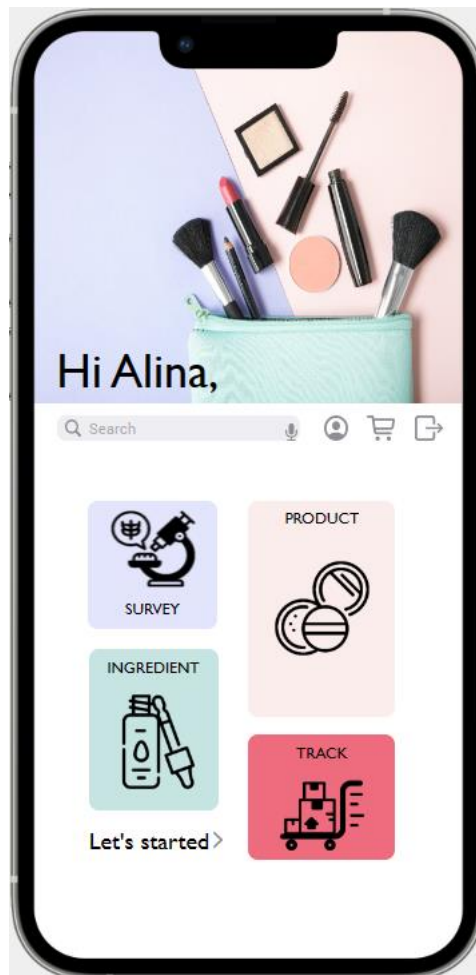 Hi Alina,
Search
SURVEY
PRODUCT
INGREDIENT
TRACK
Let's started